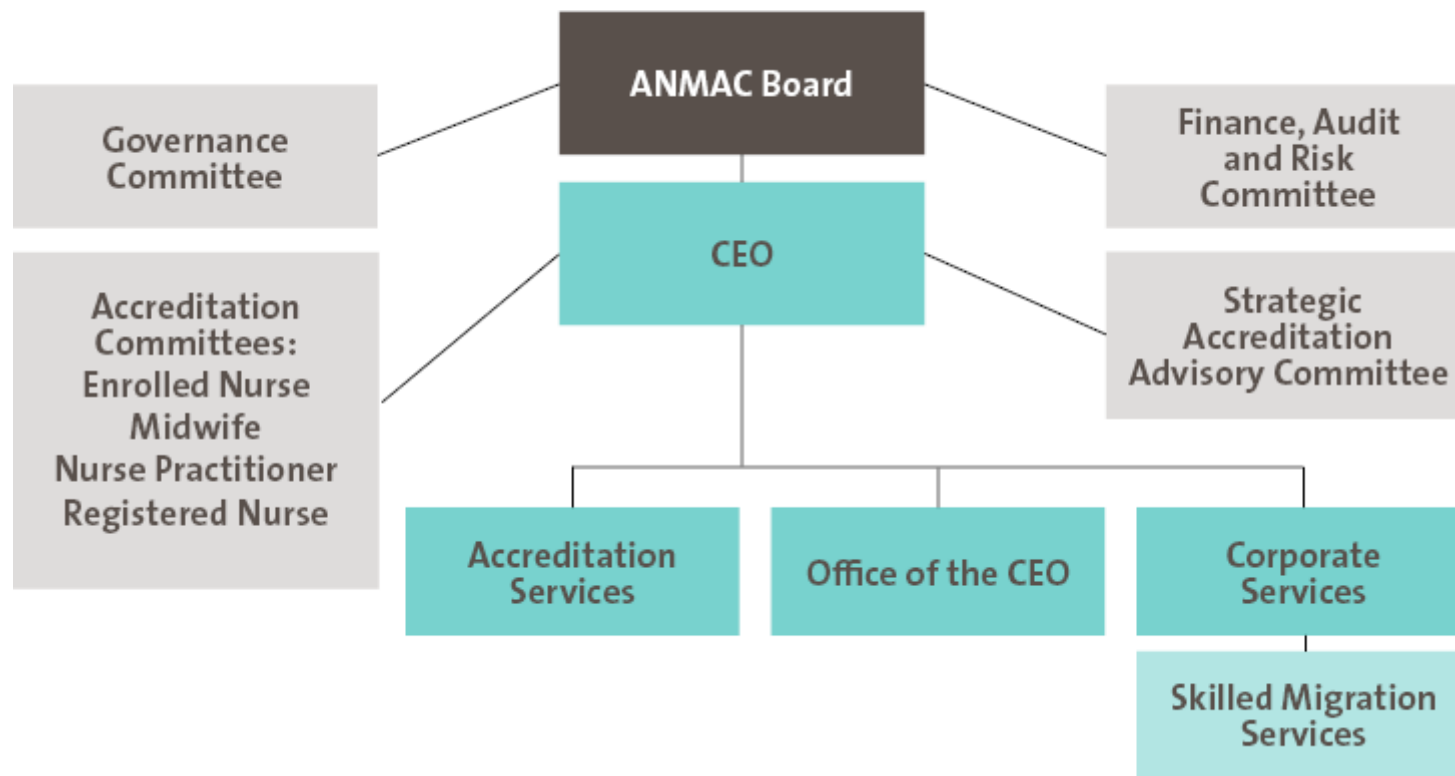 ANMAC Board
Governance
Committee
Finance, Audit
and Risk
Committee
CEO
Accreditation
Committees:
Enrolled Nurse
Midwife
Nurse Practitioner
Registered Nurse
Strategic
Accreditation
Advisory Committee
Accreditation
Services
Office of the CEO
Corporate
Services
Skilled Migration
Services